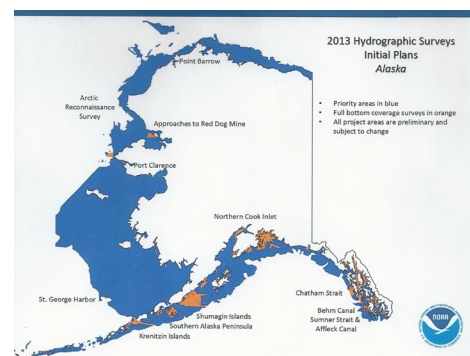 2013 Hydrographic Surveys
Initial Plans
Alaska
• Priority areas in blue
• Full bottom coverage surveys in orange
• All project areas are preliminary and
subject to change
Point Barrow
Arctic
Reconnaissance
Survey
Approaches to Red Dog Mine
Port Clarence
Northern Cook Inlet
St. George Harbor
Shumagin Islands
Southern Alaska Peninsula
Krenitzin Islands
Chatham Strait
Behm Canal
Sumner Strait &
Affleck Canal
NOAA